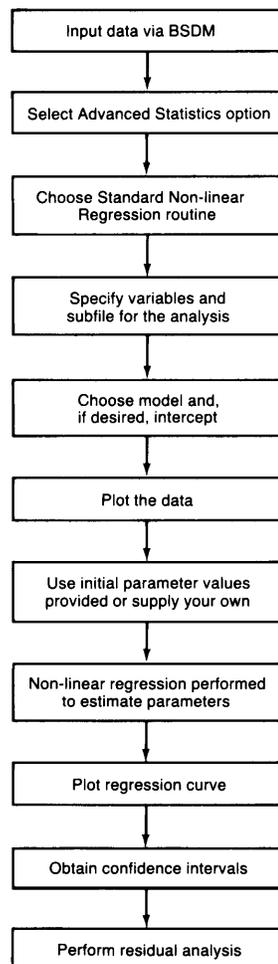 Input data via BSDM
Select Advanced Statistics option
Choose Standard Non-linear
Regression routine
Specify variables and
subfile for the analysis
Choose model and,
if desired, intercept
Plot the data
Use initial parameter values
provided or supply your own
Non-linear regression performed
to estimate parameters
Plot regression curve
Obtain confidence intervals
Perform residual analysis